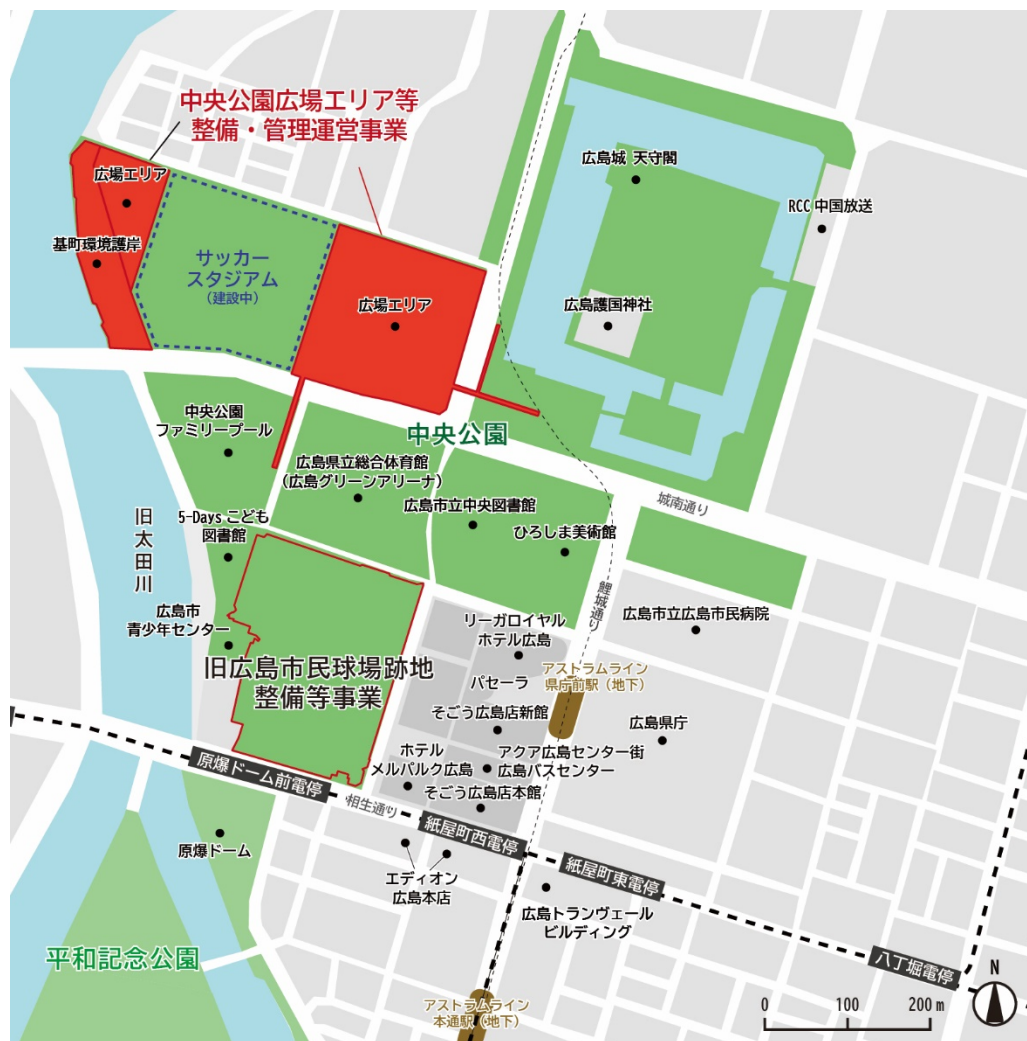 中央公園広場エリア等
整備・管理運営事業
広場エリア
基町環境護岸
サッカー
スタジアム
(建設中)
広場エリア
広島城 天守閣
RCC 中国放送
広島護国神社
中央公園
ファミリープール
中央公園
広島県立総合体育館
(広島グリーンアリーナ)
広島市立中央図書館
ひろしま美術館
城南通り
旧太田川
5-Days こども
図書館
広島市
青少年センター
旧広島市民球場跡地
整備等事業
鯉城通り
リーガロイヤル
ホテル広島
パセーラ
そごう広島店新館
アストラムライン
県庁前駅(地下)
広島市立広島市民病院
広島県庁
ホテル
メルパルク広島
アクア広島センター街
広島バスセンター
そごう広島店本館
原爆ドーム前電停
相生通り
紙屋町西電停
紙屋町東電停
八丁堀電停
原爆ドーム
エディオン
広島本店
広島トランヴェール
ビルディング
平和記念公園
アストラムライン
本通駅(地下)
N
0 100 200 m